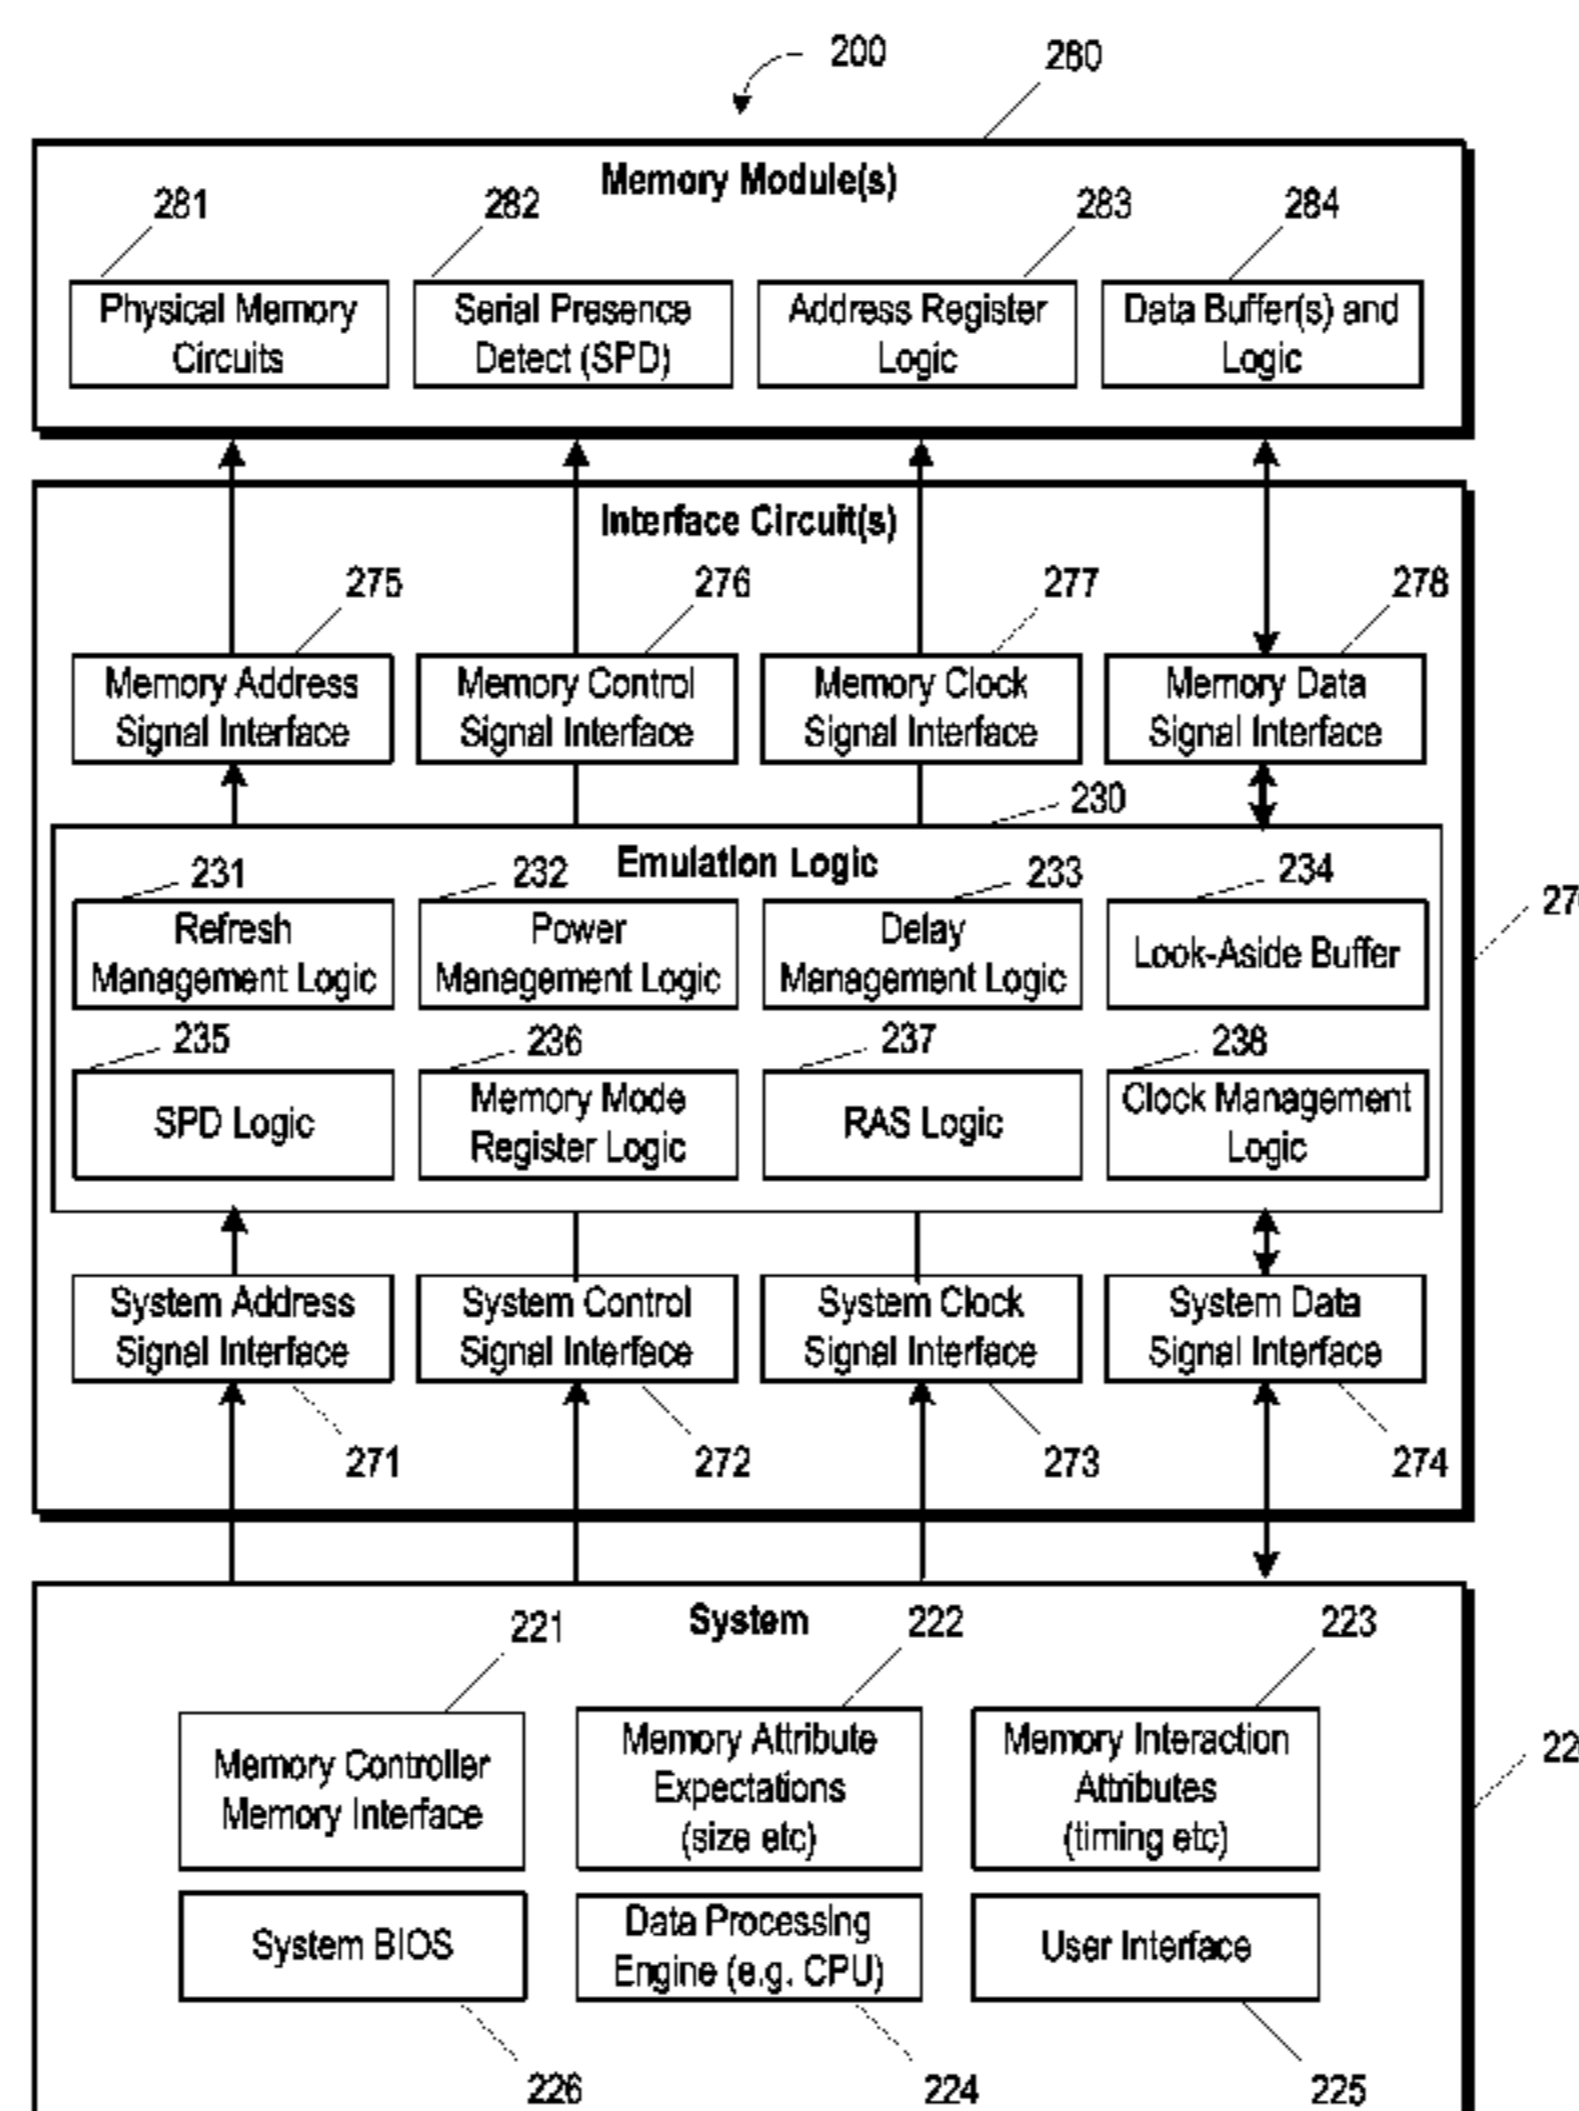 200
280
Memory Module(s)
281
282
283
284
Physical Memory
Circuits
Serial Presence
Detect (SPD)
Address Register
Logic
Data Buffer(s) and
Logic
Interface Circuit(s)
275
276
277
278
Memory Address
Signal Interface
Memory Control
Signal Interface
Memory Clock
Signal Interface
Memory Data
Signal Interface
230
Emulation Logic
231
232
233
234
Refresh
Management Logic
Power
Management Logic
Delay
Management Logic
Look-Aside Buffer
235
236
237
238
SPD Logic
Memory Mode
Register Logic
RAS Logic
Clock Management
Logic
System Address
Signal Interface
System Control
Signal Interface
System Clock
Signal Interface
System Data
Signal Interface
271
272
273
274
System
221
222
223
Memory Controller
Memory Interface
Memory Attribute
Expectations
(size etc)
Memory Interaction
Attributes
(timing etc)
System BIOS
Data Processing
Engine (e.g. CPU)
User Interface
226
224
225